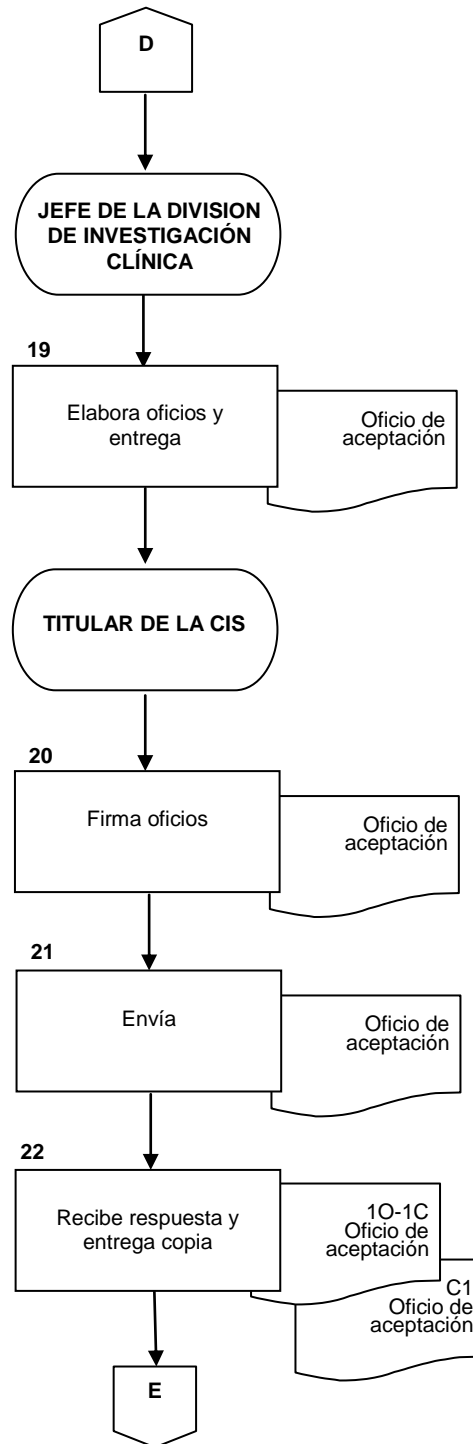 D
JEFE DE LA DIVISION
DE INVESTIGACIÓN
CLÍNICA
19
Elabora oficios y
entrega
Oficio de
aceptación
TITULAR DE LA CIS
20
Firma oficios
Oficio de
aceptación
21
Envía
Oficio de
aceptación
22
Recibe respuesta y
entrega copia
1O-1C
Oficio de
aceptación
C1
Oficio de
aceptación
E